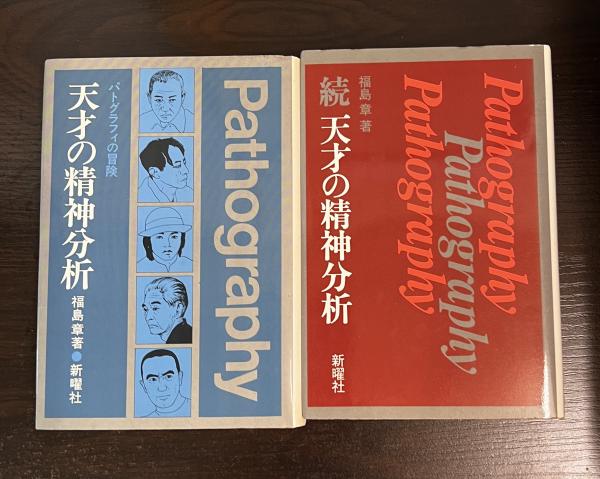 パトグラフィの冒険
天才の精神分析
福島章著●新曜社
Pathography
福島章著
続 天才の精神分析
新曜社
Pathography
Pathography
Pathography